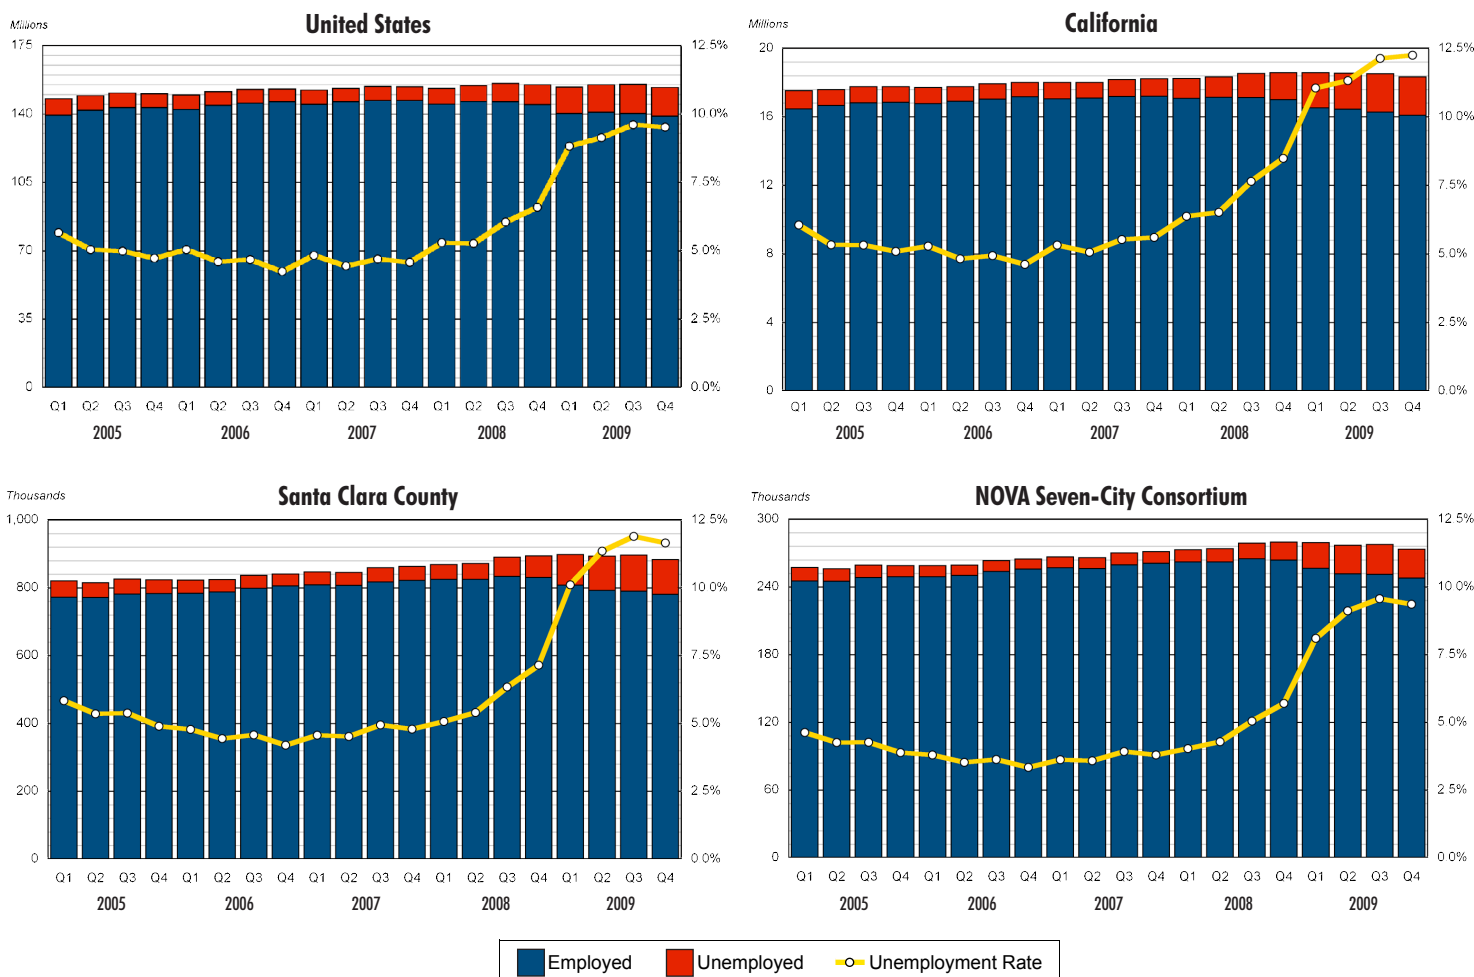 United States
Millions
175
140
105
70
35
0
12.5%
10.0%
7.5%
5.0%
2.5%
0.0%
Q1 Q2 Q3 Q4 Q1 Q2 Q3 Q4 Q1 Q2 Q3 Q4 Q1 Q2 Q3 Q4 Q1 Q2 Q3 Q4
2005 2006 2007 2008 2009
California
Millions
20
16
12
8
4
0
12.5%
10.0%
7.5%
5.0%
2.5%
0.0%
Q1 Q2 Q3 Q4 Q1 Q2 Q3 Q4 Q1 Q2 Q3 Q4 Q1 Q2 Q3 Q4 Q1 Q2 Q3 Q4
2005 2006 2007 2008 2009
Santa Clara County
Thousands
1,000
800
600
400
200
0
12.5%
10.0%
7.5%
5.0%
2.5%
0.0%
Q1 Q2 Q3 Q4 Q1 Q2 Q3 Q4 Q1 Q2 Q3 Q4 Q1 Q2 Q3 Q4 Q1 Q2 Q3 Q4
2005 2006 2007 2008 2009
NOVA Seven-City Consortium
Thousands
300
240
180
120
60
0
12.5%
10.0%
7.5%
5.0%
2.5%
0.0%
Q1 Q2 Q3 Q4 Q1 Q2 Q3 Q4 Q1 Q2 Q3 Q4 Q1 Q2 Q3 Q4 Q1 Q2 Q3 Q4
2005 2006 2007 2008 2009
Employed Unemployed Unemployment Rate